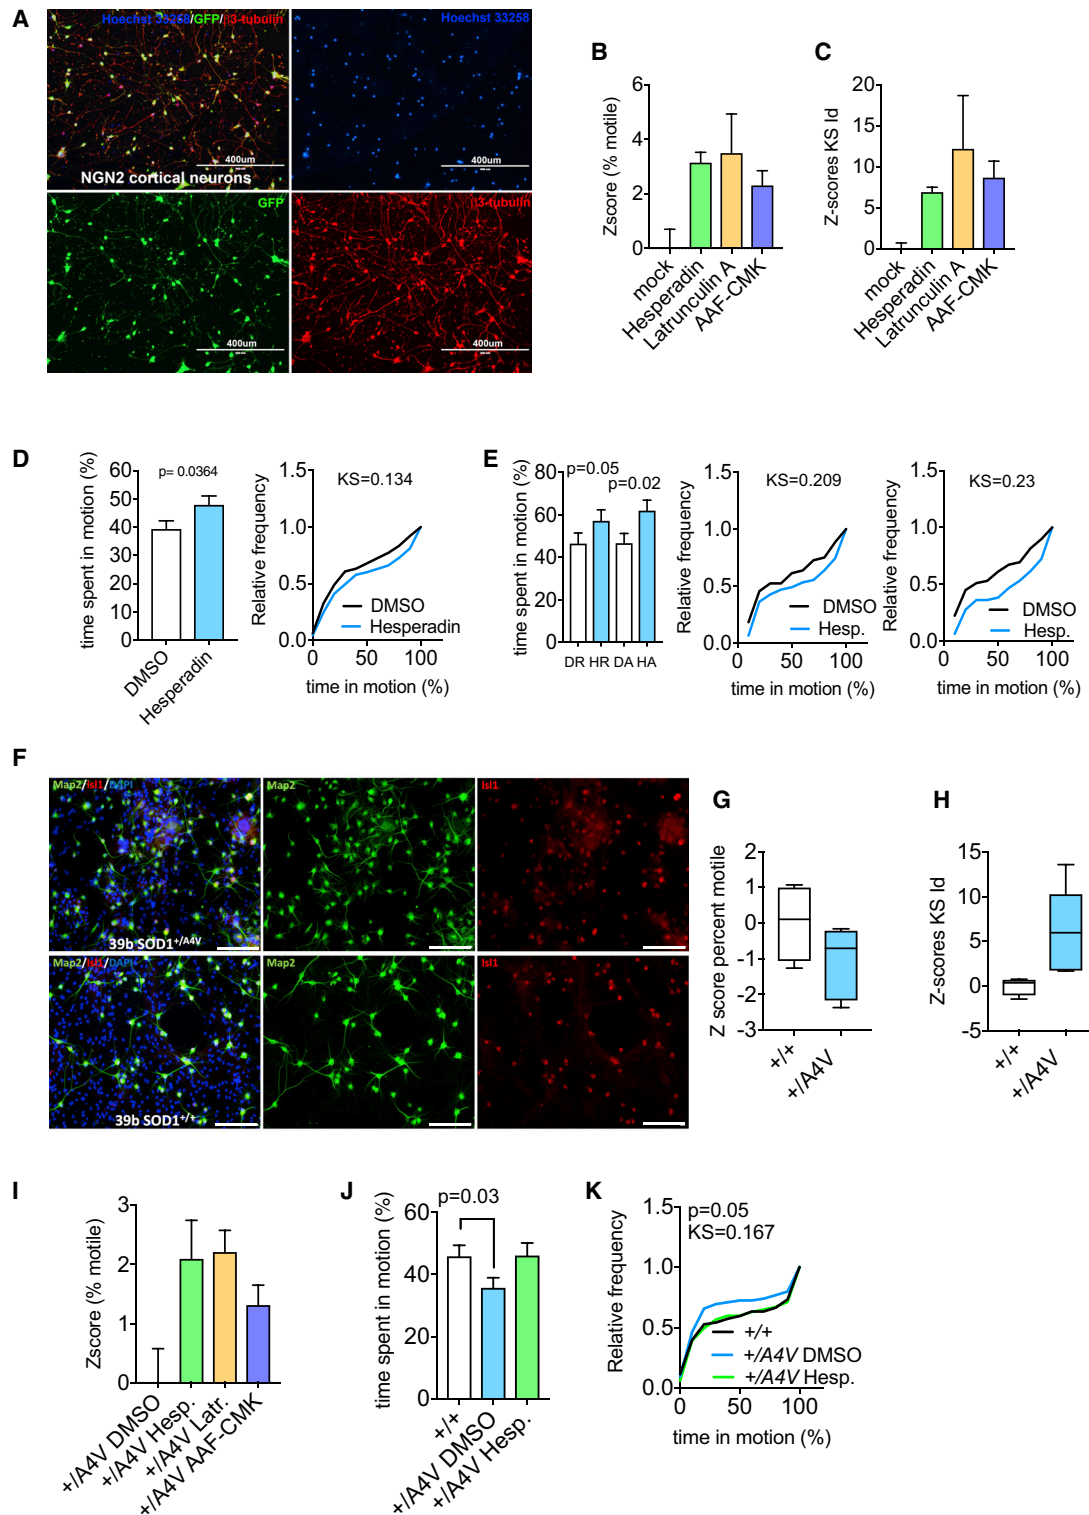 A
Hoechst 33258/GFP/β3-tubulin
400um
NGN2 cortical neurons
Hoechst 33258
400um
GFP
400um
β3-tubulin
400um
B
Zscore (% motile)
6
4
2
0
mock
Hesperadin
Latrunculin A
AAF-CMK
C
Z-scores KS Id
20
15
10
5
0
mock
Hesperadin
Latrunculin A
AAF-CMK
D
time spent in motion (%)
60
50
40
30
20
10
0
p= 0.0364
DMSO
Hesperadin
Relative frequency
1.5
1.0
0.5
0.0
KS=0.134
DMSO
Hesperadin
0 50 100
time in motion (%)
E
time spent in motion (%)
80
60
40
20
0
p=0.05
p=0.02
DR HR DA HA
Relative frequency
1.5
1.0
0.5
0.0
KS=0.209
DMSO
Hesp.
0 50 100
time in motion (%)
Relative frequency
1.5
1.0
0.5
0.0
KS=0.23
DMSO
Hesp.
0 50 100
time in motion (%)
F
Map2/Isl1/DAPI
39b SOD1+/A4V
Map2
Isl1
Map2/Isl1/DAPI
39b SOD1+/+
Map2
Isl1
G
Z score percent motile
2
1
0
-1
-2
-3
+/+
+/A4V
H
Z-scores KS Id
15
10
5
0
-5
+/+
+/A4V
I
Zscore (% motile)
3
2
1
0
+/A4V DMSO
+/A4V Hesp.
+/A4V Latr.
+/A4V AAF-CMK
J
time spent in motion (%)
60
40
20
0
p=0.03
+/+
+/A4V DMSO
+/A4V Hesp.
K
Relative frequency
1.5
1.0
0.5
0.0
p=0.05
KS=0.167
+/+
+/A4V DMSO
+/A4V Hesp.
0 50 100
time in motion (%)